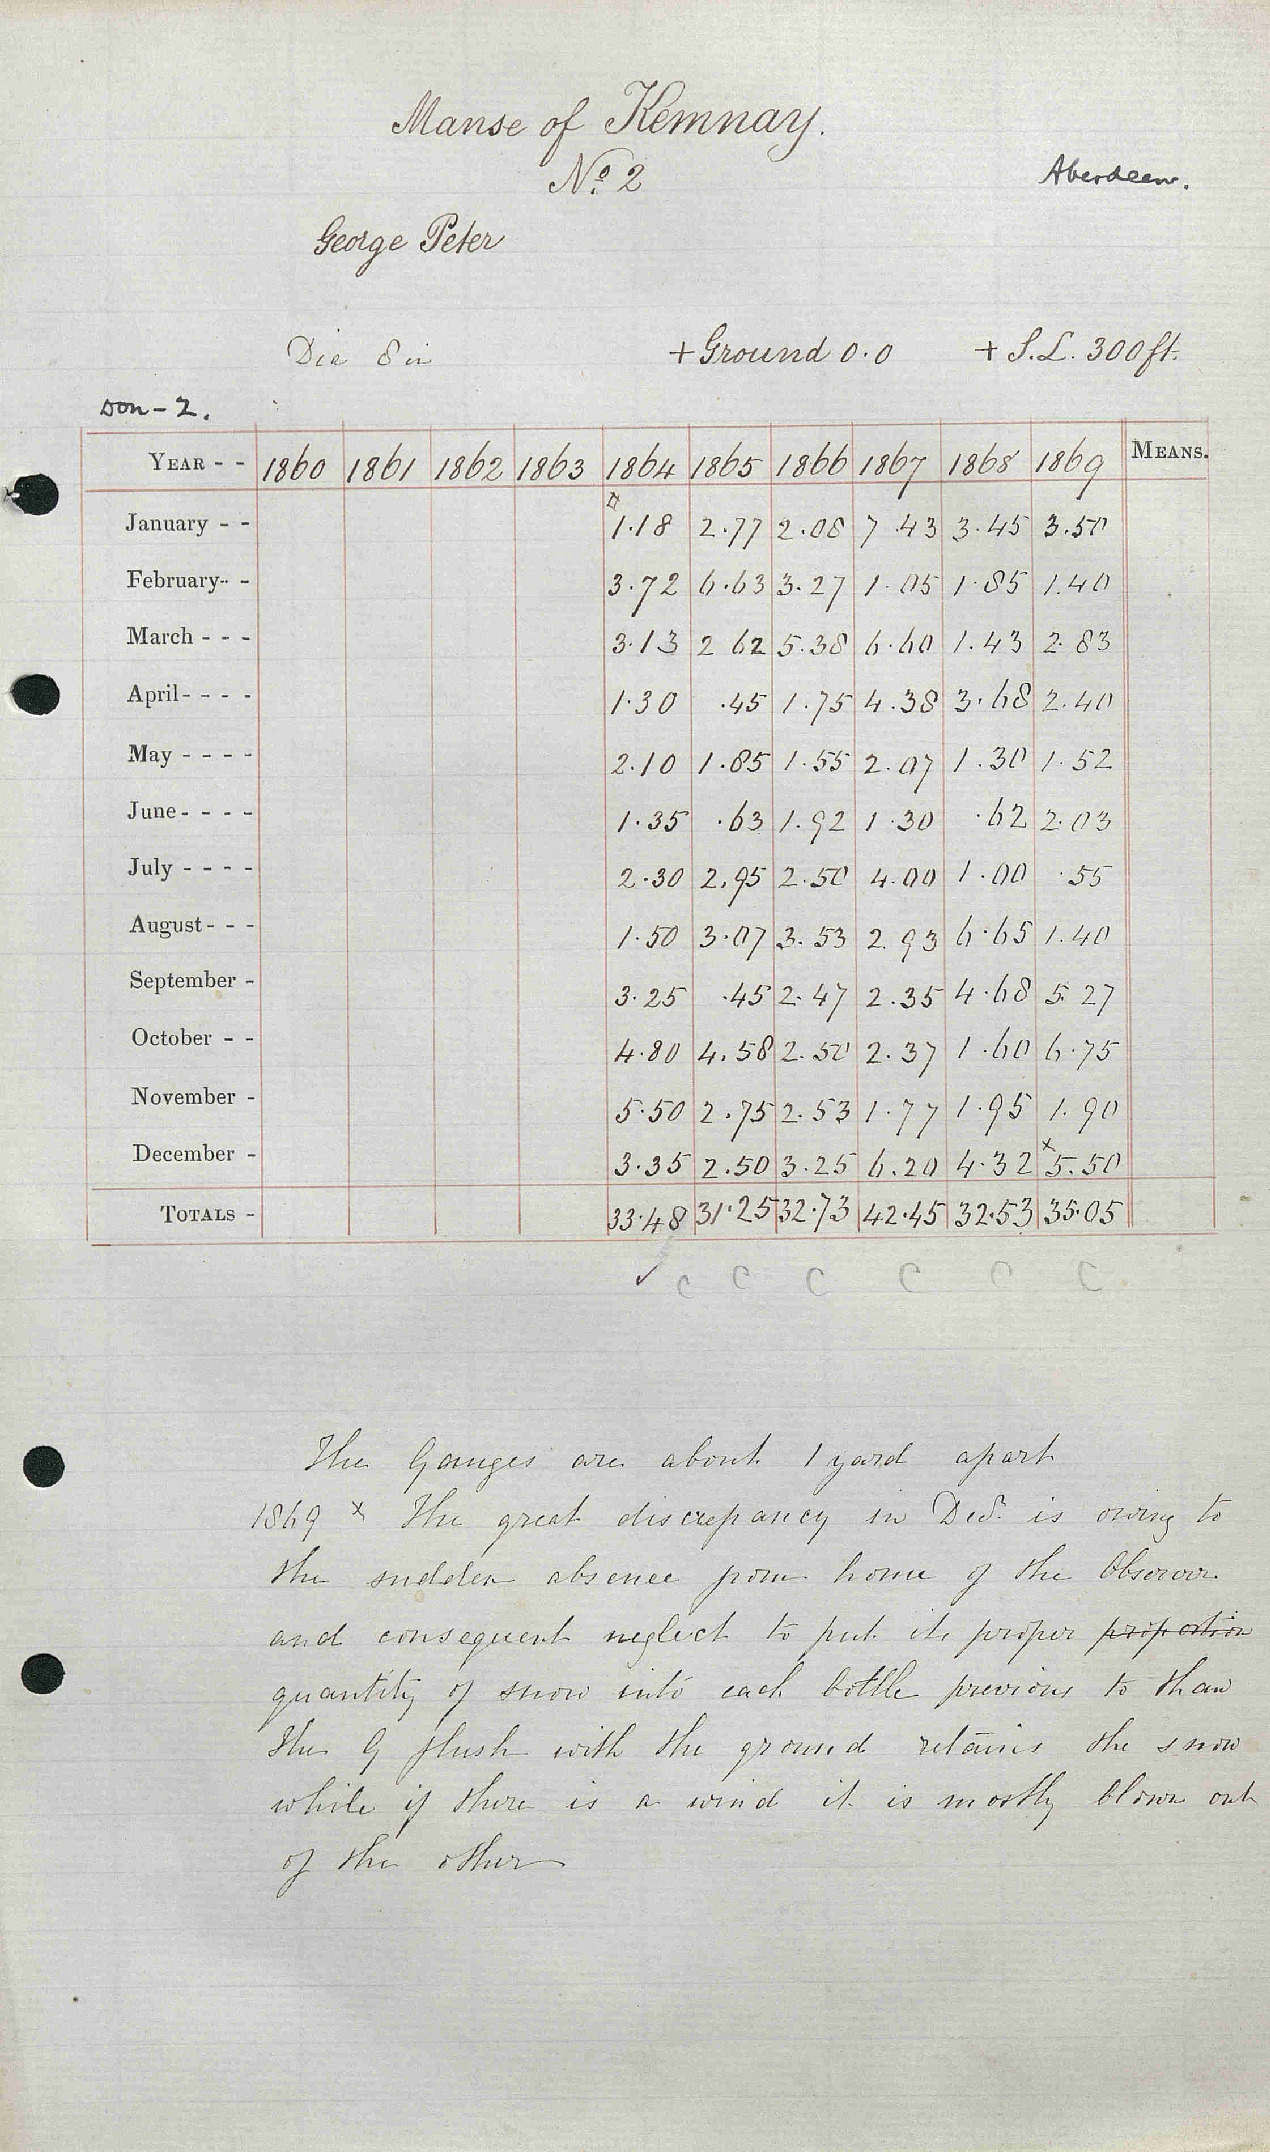 Manse of Kemnay.
No. 2
Aberdeen.
George Peter
Dia 8 in + Ground 0.0 + S.L. 300 ft.
Don-2.
YEAR - - 1860 1861 1862 1863 1864 1865 1866 1867 1868 1869 MEANS.
January - - ¤ 1.18 2.77 2.08 7.43 3.45 3.50
February - - 3.72 6.63 3.27 1.05 1.85 1.40
March - - - 3.13 2 62 5.38 6.60 1.43 2.83
April - - - - 1.30 .45 1.75 4.38 3.68 2.40
May - - - - 2.10 1.85 1.55 2.07 1.30 1.52
June - - - - 1.35 .63 1.92 1.30 .62 2.03
July - - - - 2.30 2.95 2.50 4.00 1.00 .55
August - - - 1.50 3.07 3.53 2.93 6.65 1.40
September - 3.25 .45 2.47 2.35 4.68 5.27
October - - 4.80 4.58 2.50 2.37 1.60 6.75
November - 5.50 2.75 2.53 1.77 1.95 1.90
December - 3.35 2.50 3.25 6.20 4.32 x5.50
TOTALS - 33.48 31.25 32.73 42.45 32.53 35.05
✓ C C C C C C
The Gauges are about 1 yard apart
1869 x The great discrepancy in Decr. is owing to
the sudden absence from home of the Observer
and consequent neglect to put its proper proportion
quantity of snow into each bottle previous to thaw
The G flush with the ground retains the snow
while if there is a wind it is mostly blown out
of the other